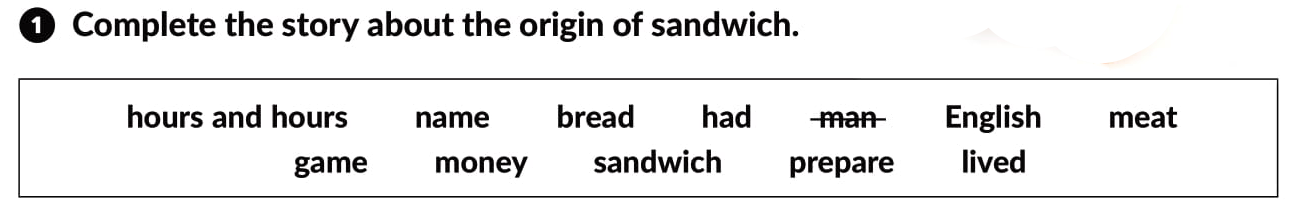 1 Complete the story about the origin of sandwich.
hours and hours name bread had man English meat
game money sandwich prepare lived